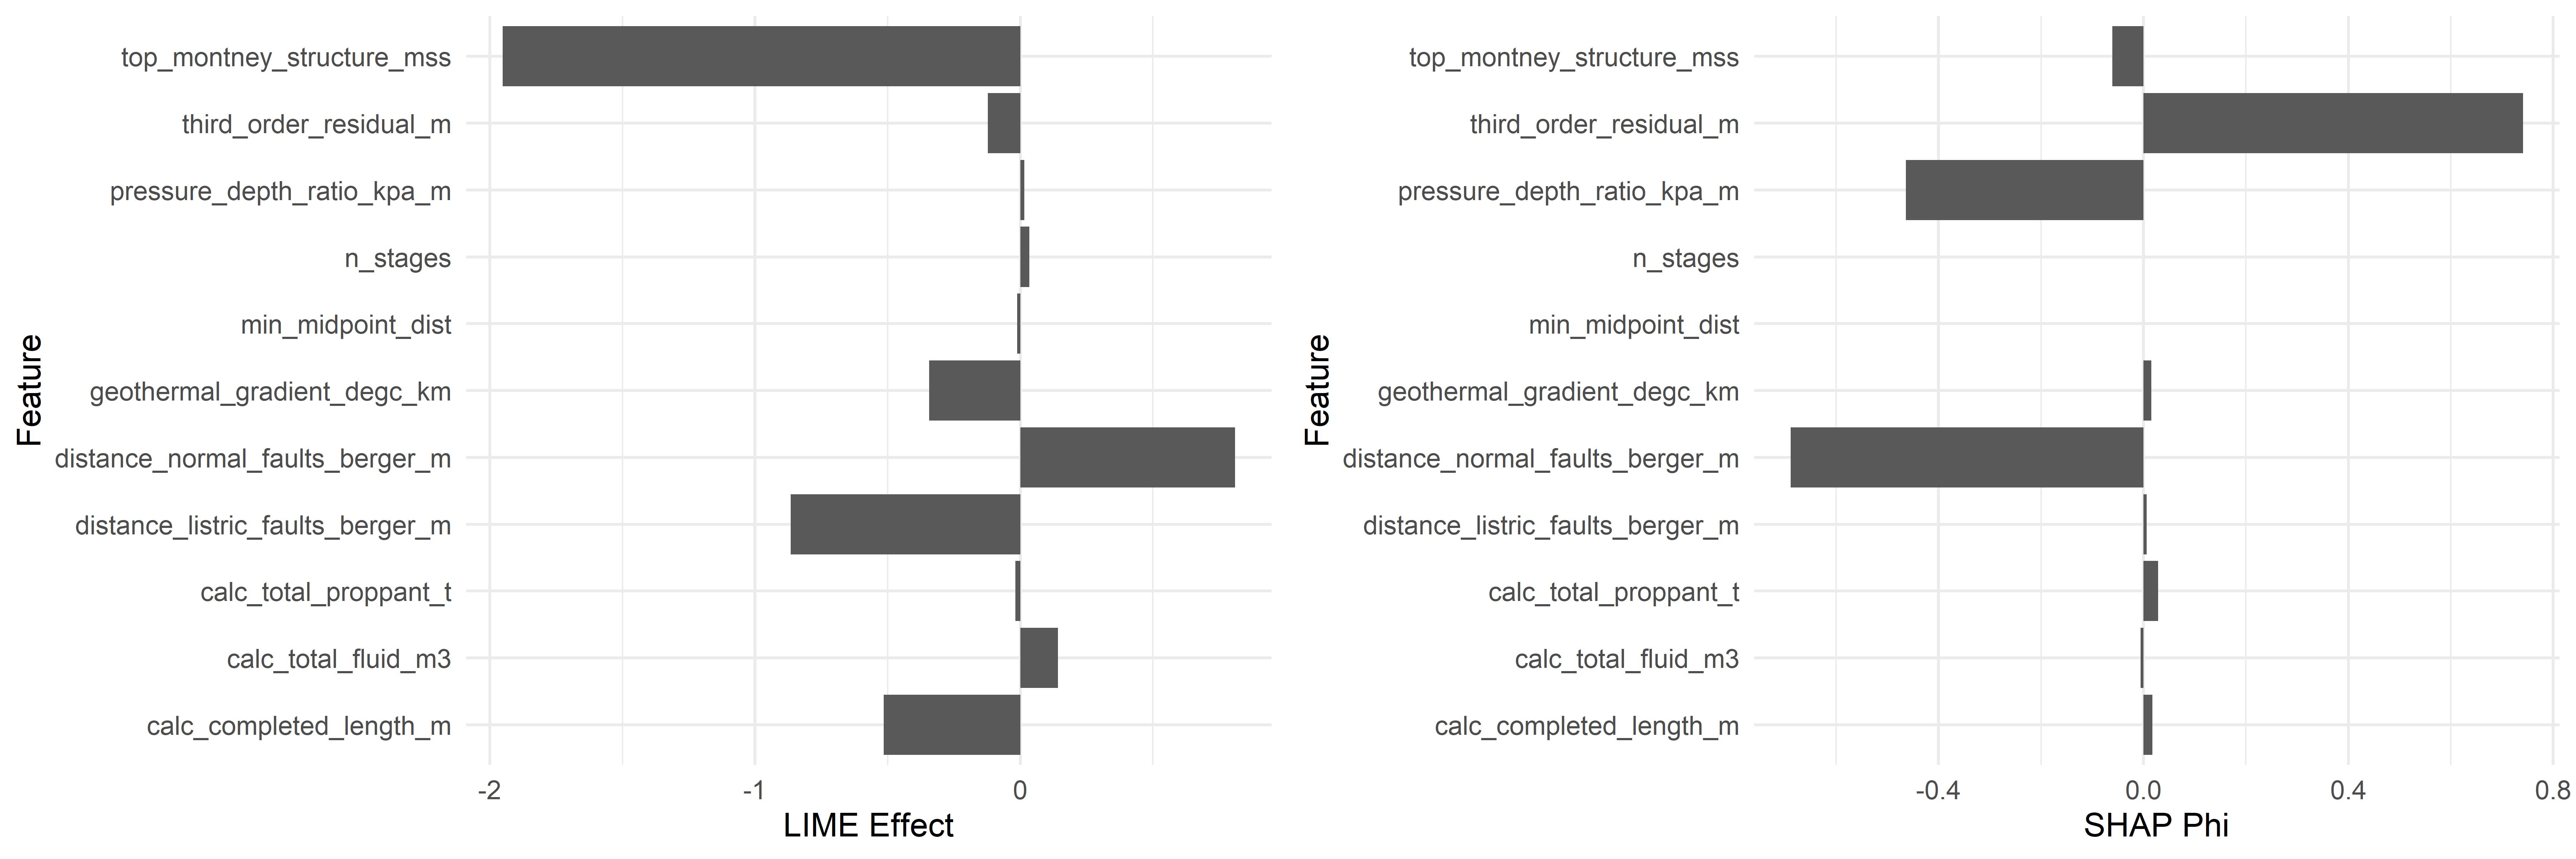 Feature
top_montney_structure_mss
third_order_residual_m
pressure_depth_ratio_kpa_m
n_stages
min_midpoint_dist
geothermal_gradient_degc_km
distance_normal_faults_berger_m
distance_listric_faults_berger_m
calc_total_proppant_t
calc_total_fluid_m3
calc_completed_length_m
-2 -1 0
LIME Effect
Feature
top_montney_structure_mss
third_order_residual_m
pressure_depth_ratio_kpa_m
n_stages
min_midpoint_dist
geothermal_gradient_degc_km
distance_normal_faults_berger_m
distance_listric_faults_berger_m
calc_total_proppant_t
calc_total_fluid_m3
calc_completed_length_m
-0.4 0.0 0.4 0.8
SHAP Phi